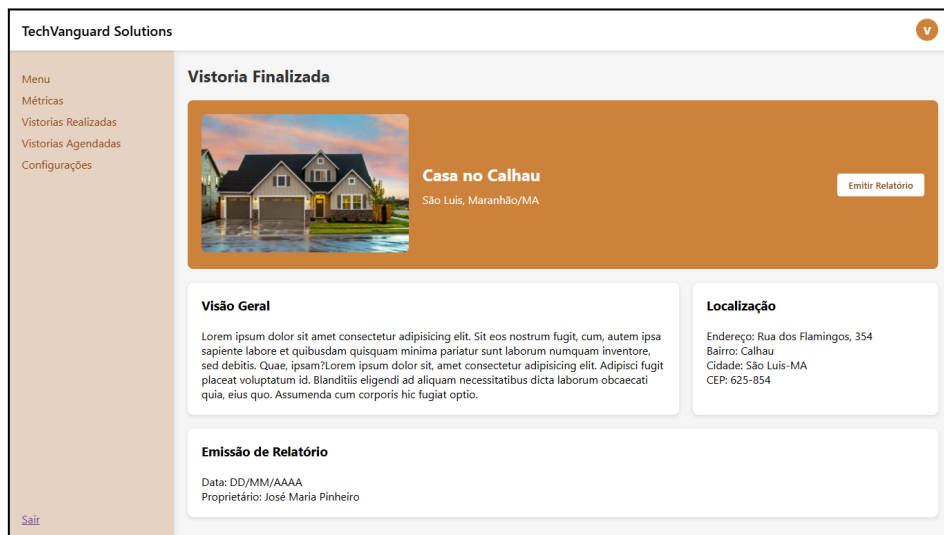 TechVanguard Solutions
V
Menu
Métricas
Vistorias Realizadas
Vistorias Agendadas
Configurações
Sair
Vistoria Finalizada
Casa no Calhau
São Luis, Maranhão/MA
Emitir Relatório
Visão Geral
Lorem ipsum dolor sit amet consectetur adipisicing elit. Sit eos nostrum fugit, cum, autem ipsa
sapiente labore et quibusdam quisquam minima pariatur sunt laborum numquam inventore,
sed debitis. Quae, ipsam?Lorem ipsum dolor sit, amet consectetur adipisicing elit. Adipisci fugit
placeat voluptatum id. Blanditiis eligendi ad aliquam necessitatibus dicta laborum obcaecati
quia, eius quo. Assumenda cum corporis hic fugiat optio.
Localização
Endereço: Rua dos Flamingos, 354
Bairro: Calhau
Cidade: São Luis-MA
CEP: 625-854
Emissão de Relatório
Data: DD/MM/AAAA
Proprietário: José Maria Pinheiro